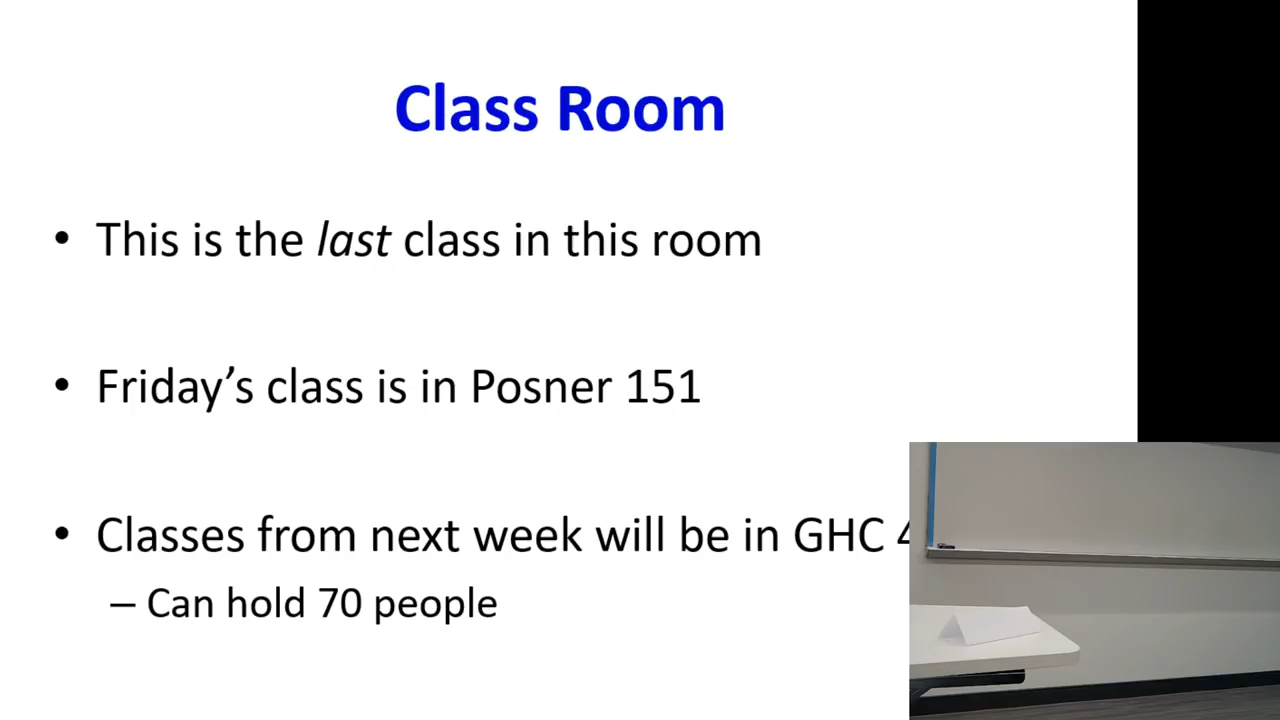 Class Room
• This is the last class in this room
• Friday’s class is in Posner 151
• Classes from next week will be in GHC
– Can hold 70 people